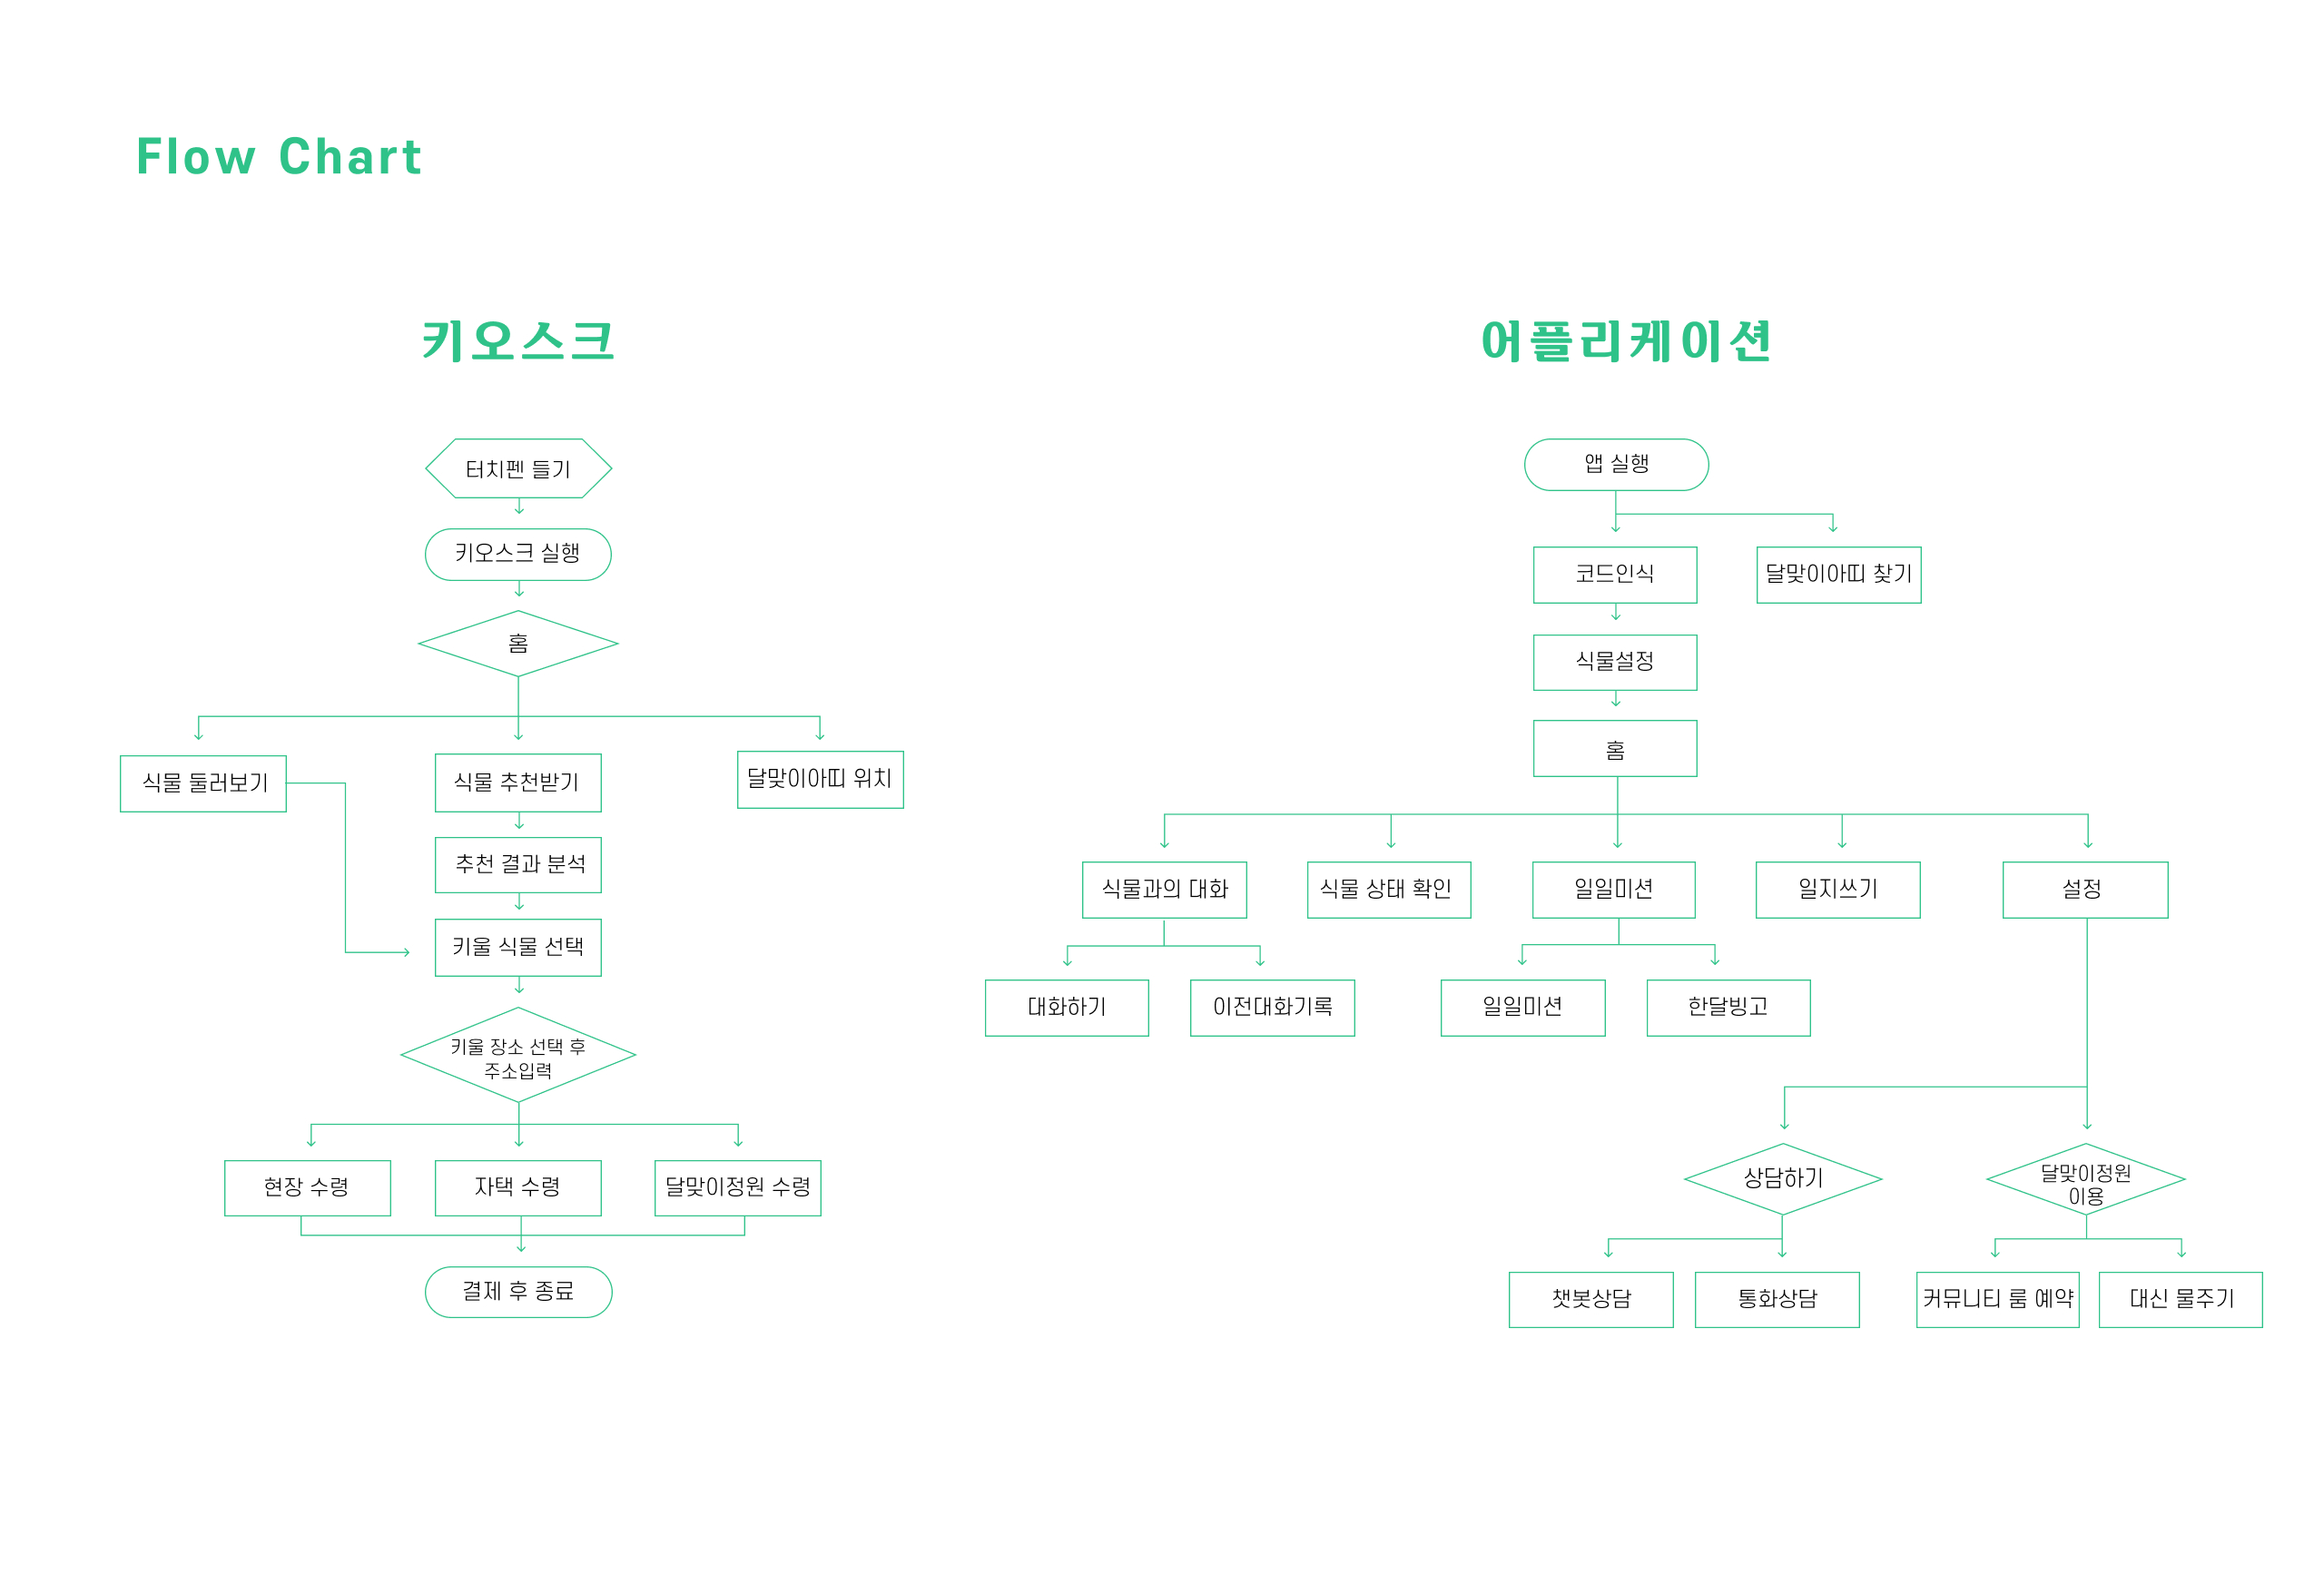 Flow Chart
키오스크
터치펜 들기
키오스크 실행
홈
식물 둘러보기
식물 추천받기
달맞이아띠 위치
추천 결과 분석
키울 식물 선택
키울 장소 선택 후
주소입력
현장 수령
자택 수령
달맞이정원 수령
결제 후 종료
어플리케이션
앱 실행
코드인식
달맞이아띠 찾기
식물설정
홈
식물과의 대화
식물 상태 확인
일일미션
일지쓰기
설정
대화하기
이전대화기록
일일미션
한달빙고
상담하기
달맞이정원
이용
챗봇상담
통화상담
커뮤니티 룸 예약
대신 물주기